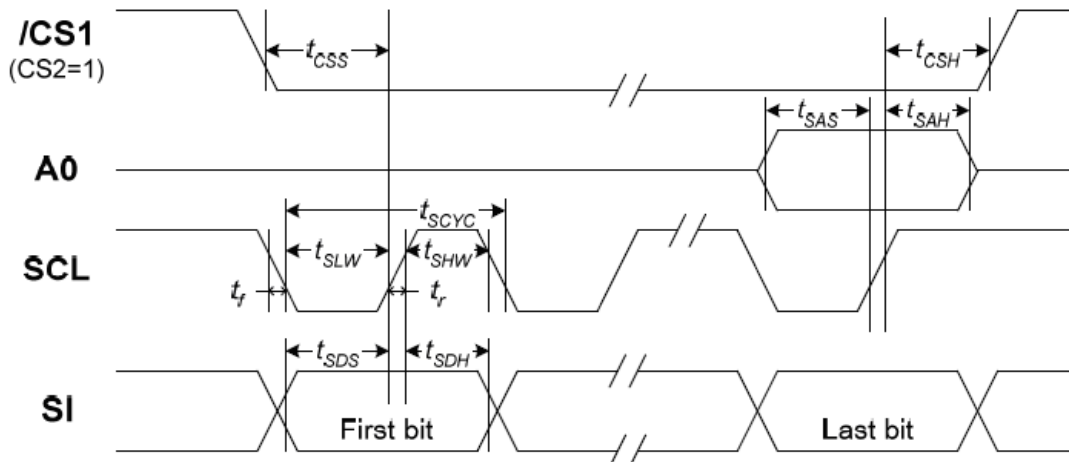 /CS1
(CS2=1)
tCSS
tCSH
tSAS
tSAH
A0
tSCYC
SCL
tSLW
tSHW
tf
tr
tSDS
tSDH
SI
First bit
Last bit